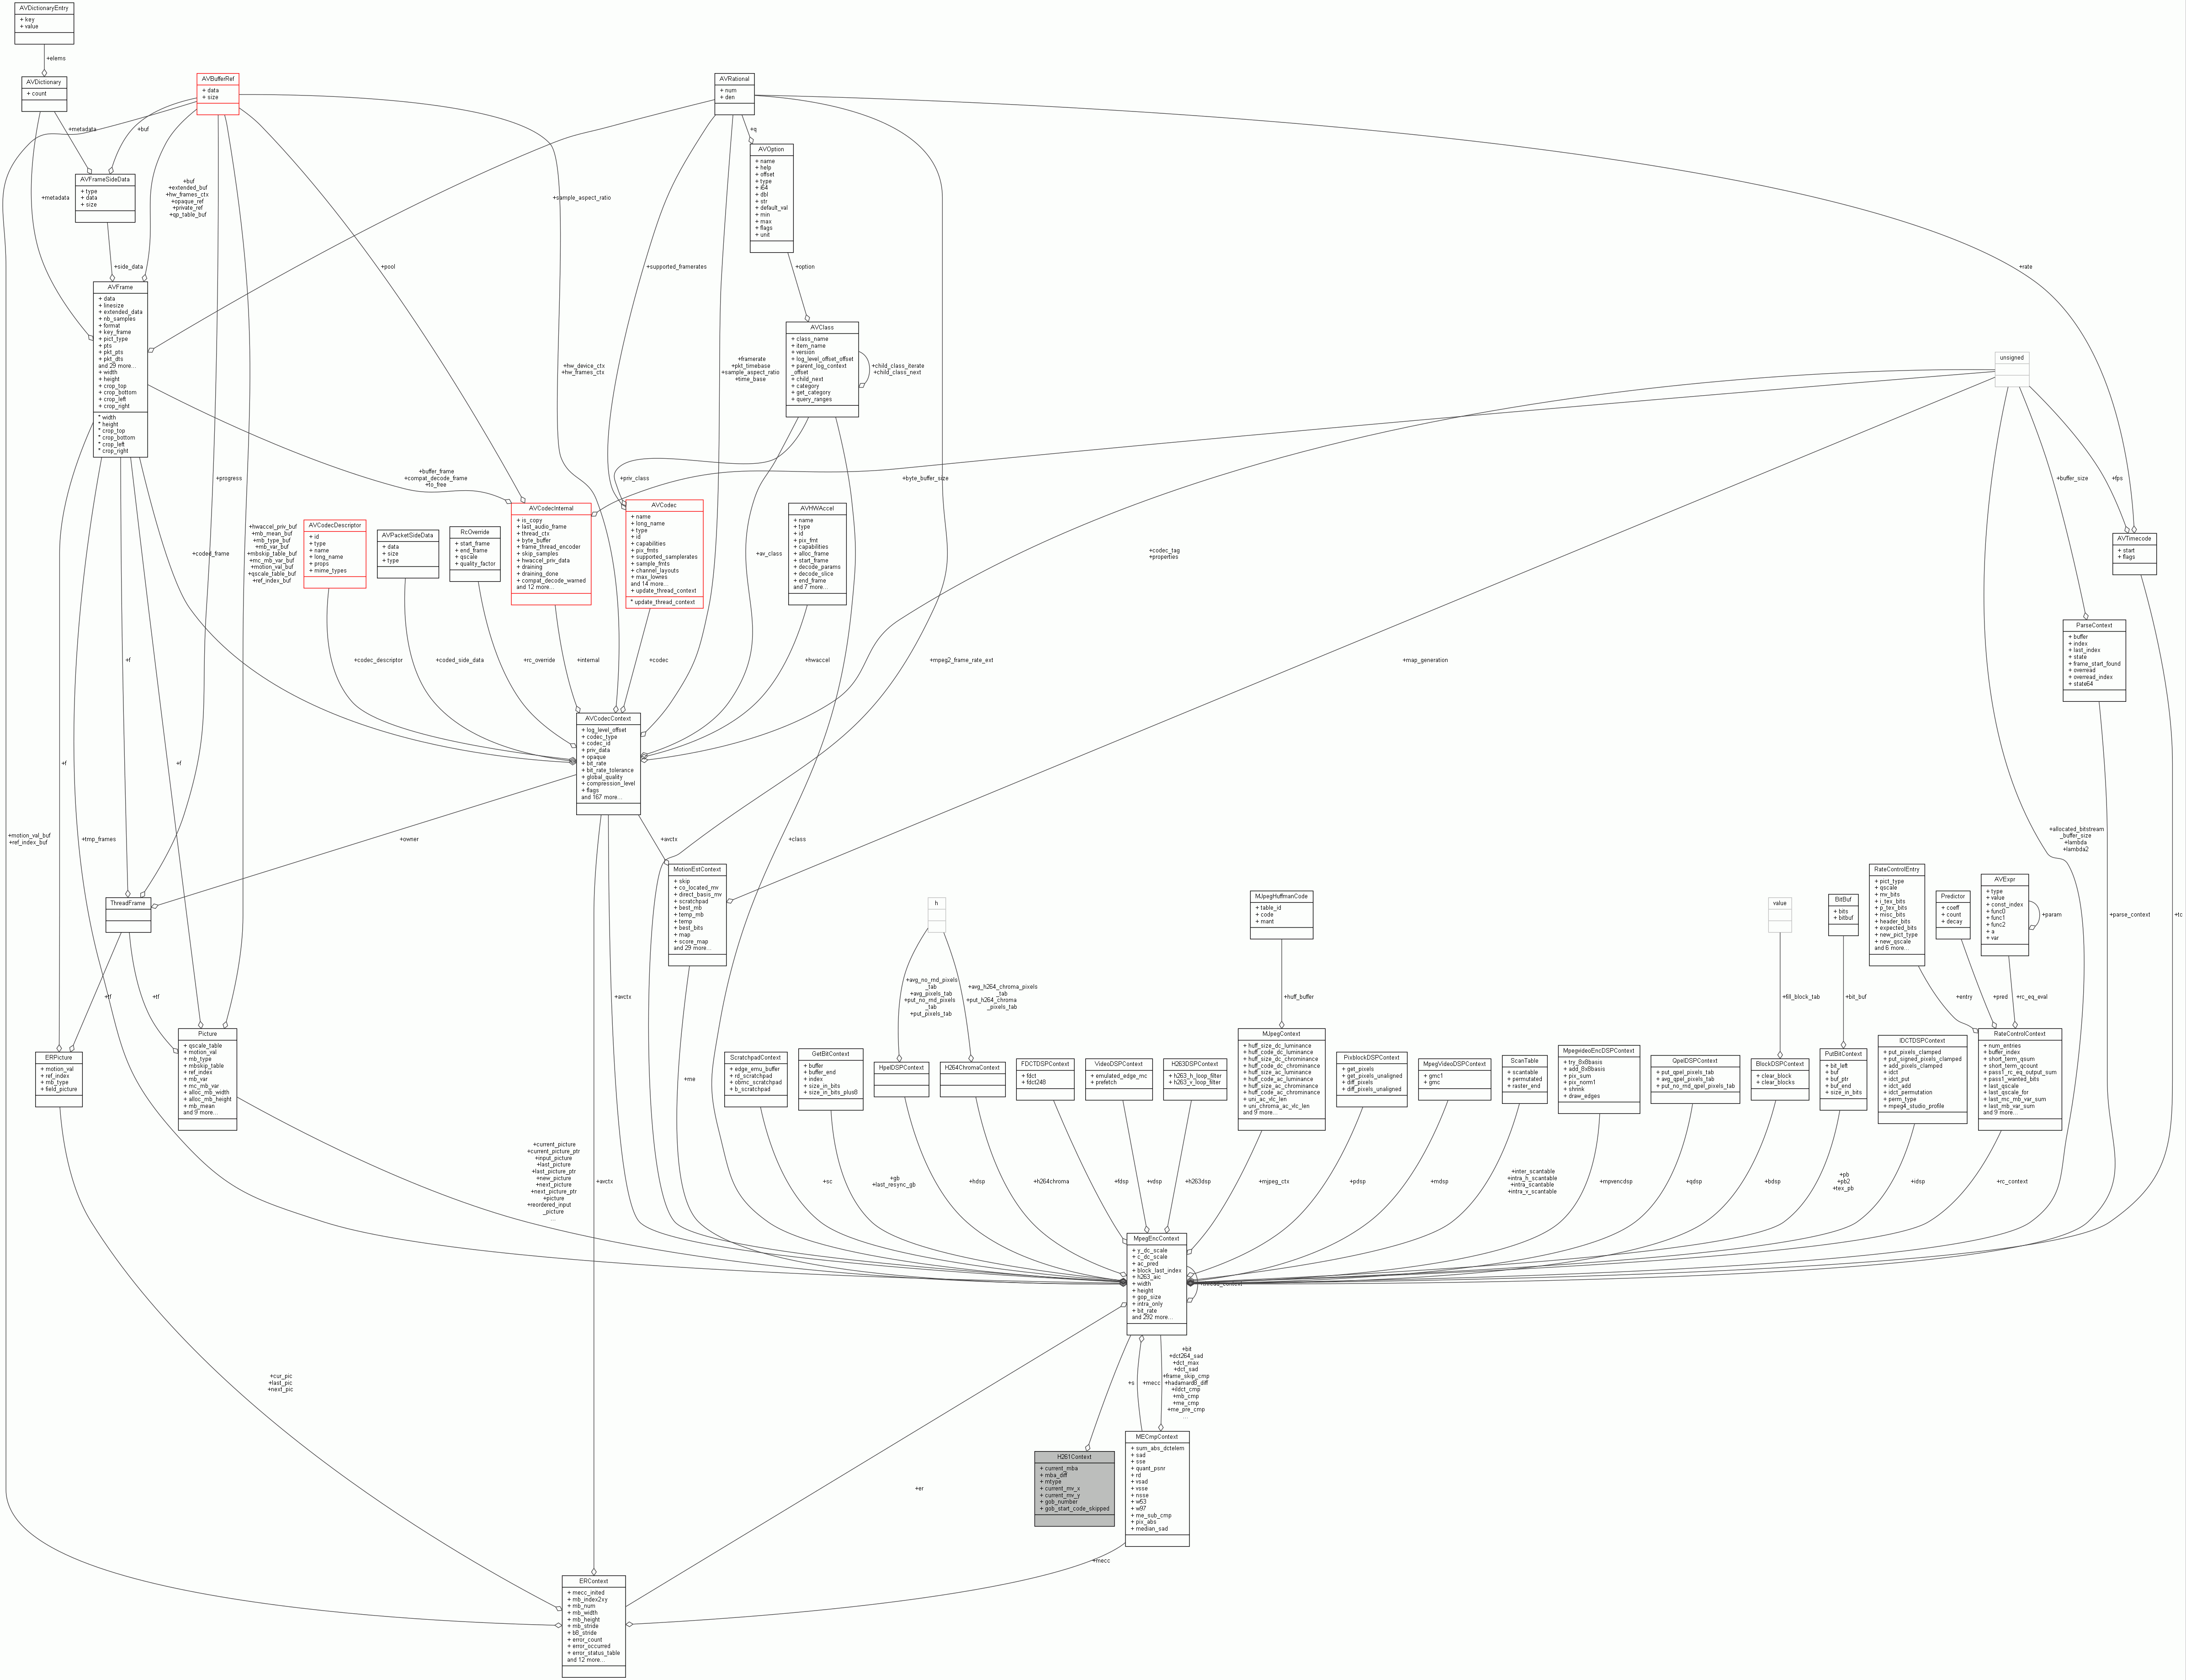 AVDictionaryEntry
+ key
+ value
+elems
AVDictionary
+ count
AVBufferRef
+ data
+ size
AVRational
+ num
+ den
+metadata
+buf
+q
AVOption
+ name
+ help
+ offset
+ type
+ i64
+ dbl
+ str
+ default_val
+ min
+ max
+ flags
+ unit
AVFrameSideData
+ type
+ data
+ size
+metadata
+buf
+extended_buf
+hw_frames_ctx
+opaque_ref
+private_ref
+qp_table_buf
+sample_aspect_ratio
+side_data
+pool
+supported_framerates
+option
+rate
AVFrame
+ data
+ linesize
+ extended_data
+ nb_samples
+ format
+ key_frame
+ pict_type
+ pts
+ pkt_pts
+ pkt_dts
and 29 more...
+ width
+ height
+ crop_top
+ crop_bottom
+ crop_left
+ crop_right
* width
* height
* crop_top
* crop_bottom
* crop_left
* crop_right
AVClass
+ class_name
+ item_name
+ version
+ log_level_offset_offset
+ parent_log_context
_offset
+ child_next
+ category
+ get_category
+ query_ranges
+child_class_iterate
+child_class_next
+hw_device_ctx
+hw_frames_ctx
+framerate
+pkt_timebase
+sample_aspect_ratio
+time_base
unsigned
+buffer_frame
+compat_decode_frame
+to_free
+progress
+priv_class
+byte_buffer_size
+buffer_size
+fps
AVCodecDescriptor
+ id
+ type
+ name
+ long_name
+ props
+ mime_types
AVPacketSideData
+ data
+ size
+ type
RcOverride
+ start_frame
+ end_frame
+ qscale
+ quality_factor
AVCodecInternal
+ is_copy
+ last_audio_frame
+ thread_ctx
+ byte_buffer
+ frame_thread_encoder
+ skip_samples
+ hwaccel_priv_data
+ draining
+ draining_done
+ compat_decode_warned
and 12 more...
AVCodec
+ name
+ long_name
+ type
+ id
+ capabilities
+ pix_fmts
+ supported_samplerates
+ sample_fmts
+ channel_layouts
+ max_lowres
and 14 more...
+ update_thread_context
* update_thread_context
AVHWAccel
+ name
+ type
+ id
+ pix_fmt
+ capabilities
+ alloc_frame
+ start_frame
+ decode_params
+ decode_slice
+ end_frame
and 7 more...
AVTimecode
+ start
+ flags
+coded_frame
+hwaccel_priv_buf
+mb_mean_buf
+mb_type_buf
+mb_var_buf
+mbskip_table_buf
+mc_mb_var_buf
+motion_val_buf
+qscale_table_buf
+ref_index_buf
+av_class
+codec_tag
+properties
ParseContext
+ buffer
+ index
+ last_index
+ state
+ frame_start_found
+ overread
+ overread_index
+ state64
+f
+codec_descriptor
+coded_side_data
+rc_override
+internal
+codec
+hwaccel
+mpeg2_frame_rate_ext
+map_generation
AVCodecContext
+ log_level_offset
+ codec_type
+ codec_id
+ priv_data
+ opaque
+ bit_rate
+ bit_rate_tolerance
+ global_quality
+ compression_level
+ flags
and 167 more...
+f
+f
+motion_val_buf
+ref_index_buf
+tmp_frames
+owner
+avctx
+class
+allocated_bitstream
_buffer_size
+lambda
+lambda2
MotionEstContext
+ skip
+ co_located_mv
+ direct_basis_mv
+ scratchpad
+ best_mb
+ temp_mb
+ temp
+ best_bits
+ map
+ score_map
and 29 more...
ThreadFrame
h
MJpegHuffmanCode
+ table_id
+ code
+ mant
value
BitBuf
+ bits
+ bitbuf
RateControlEntry
+ pict_type
+ qscale
+ mv_bits
+ i_tex_bits
+ p_tex_bits
+ misc_bits
+ header_bits
+ expected_bits
+ new_pict_type
+ new_qscale
and 6 more...
Predictor
+ coeff
+ count
+ decay
AVExpr
+ type
+ value
+ const_index
+ func0
+ func1
+ func2
+ a
+ var
+param
+parse_context
+tc
+tf
+tf
+avctx
+avg_no_rnd_pixels
_tab
+avg_pixels_tab
+put_no_rnd_pixels
_tab
+put_pixels_tab
+avg_h264_chroma_pixels
_tab
+put_h264_chroma
_pixels_tab
+huff_buffer
+fill_block_tab
+bit_buf
+entry
+pred
+rc_eq_eval
ERPicture
+ motion_val
+ ref_index
+ mb_type
+ field_picture
Picture
+ qscale_table
+ motion_val
+ mb_type
+ mbskip_table
+ ref_index
+ mb_var
+ mc_mb_var
+ alloc_mb_width
+ alloc_mb_height
+ mb_mean
and 9 more...
+me
ScratchpadContext
+ edge_emu_buffer
+ rd_scratchpad
+ obmc_scratchpad
+ b_scratchpad
GetBitContext
+ buffer
+ buffer_end
+ index
+ size_in_bits
+ size_in_bits_plus8
HpelDSPContext
H264ChromaContext
FDCTDSPContext
+ fdct
+ fdct248
VideoDSPContext
+ emulated_edge_mc
+ prefetch
H263DSPContext
+ h263_h_loop_filter
+ h263_v_loop_filter
MJpegContext
+ huff_size_dc_luminance
+ huff_code_dc_luminance
+ huff_size_dc_chrominance
+ huff_code_dc_chrominance
+ huff_size_ac_luminance
+ huff_code_ac_luminance
+ huff_size_ac_chrominance
+ huff_code_ac_chrominance
+ uni_ac_vlc_len
+ uni_chroma_ac_vlc_len
and 9 more...
PixblockDSPContext
+ get_pixels
+ get_pixels_unaligned
+ diff_pixels
+ diff_pixels_unaligned
MpegVideoDSPContext
+ gmc1
+ gmc
ScanTable
+ scantable
+ permutated
+ raster_end
MpegvideoEncDSPContext
+ try_8x8basis
+ add_8x8basis
+ pix_sum
+ pix_norm1
+ shrink
+ draw_edges
QpelDSPContext
+ put_qpel_pixels_tab
+ avg_qpel_pixels_tab
+ put_no_rnd_qpel_pixels_tab
BlockDSPContext
+ clear_block
+ clear_blocks
PutBitContext
+ bit_left
+ buf
+ buf_ptr
+ buf_end
+ size_in_bits
IDCTDSPContext
+ put_pixels_clamped
+ put_signed_pixels_clamped
+ add_pixels_clamped
+ idct
+ idct_put
+ idct_add
+ idct_permutation
+ perm_type
+ mpeg4_studio_profile
RateControlContext
+ num_entries
+ buffer_index
+ short_term_qsum
+ short_term_qcount
+ pass1_rc_eq_output_sum
+ pass1_wanted_bits
+ last_qscale
+ last_qscale_for
+ last_mc_mb_var_sum
+ last_mb_var_sum
and 9 more...
+current_picture
+current_picture_ptr
+input_picture
+last_picture
+last_picture_ptr
+new_picture
+next_picture
+next_picture_ptr
+picture
+reordered_input
_picture
...
+avctx
+sc
+gb
+last_resync_gb
+hdsp
+h264chroma
+fdsp
+vdsp
+h263dsp
+mjpeg_ctx
+pdsp
+mdsp
+inter_scantable
+intra_h_scantable
+intra_scantable
+intra_v_scantable
+mpvencdsp
+qdsp
+bdsp
+pb
+pb2
+tex_pb
+idsp
+rc_context
MpegEncContext
+ y_dc_scale
+ c_dc_scale
+ ac_pred
+ block_last_index
+ h263_aic
+ width
+ height
+ gop_size
+ intra_only
+ bit_rate
and 292 more...
+thread_context
+cur_pic
+last_pic
+next_pic
+s
+mecc
+bit
+dct264_sad
+dct_max
+dct_sad
+frame_skip_cmp
+hadamard8_diff
+ildct_cmp
+mb_cmp
+me_cmp
+me_pre_cmp
...
+er
H261Context
+ current_mba
+ mba_diff
+ mtype
+ current_mv_x
+ current_mv_y
+ gob_number
+ gob_start_code_skipped
MECmpContext
+ sum_abs_dctelem
+ sad
+ sse
+ quant_psnr
+ rd
+ vsad
+ vsse
+ nsse
+ w53
+ w97
+ me_sub_cmp
+ pix_abs
+ median_sad
+mecc
ERContext
+ mecc_inited
+ mb_index2xy
+ mb_num
+ mb_width
+ mb_height
+ mb_stride
+ b8_stride
+ error_count
+ error_occurred
+ error_status_table
and 12 more...